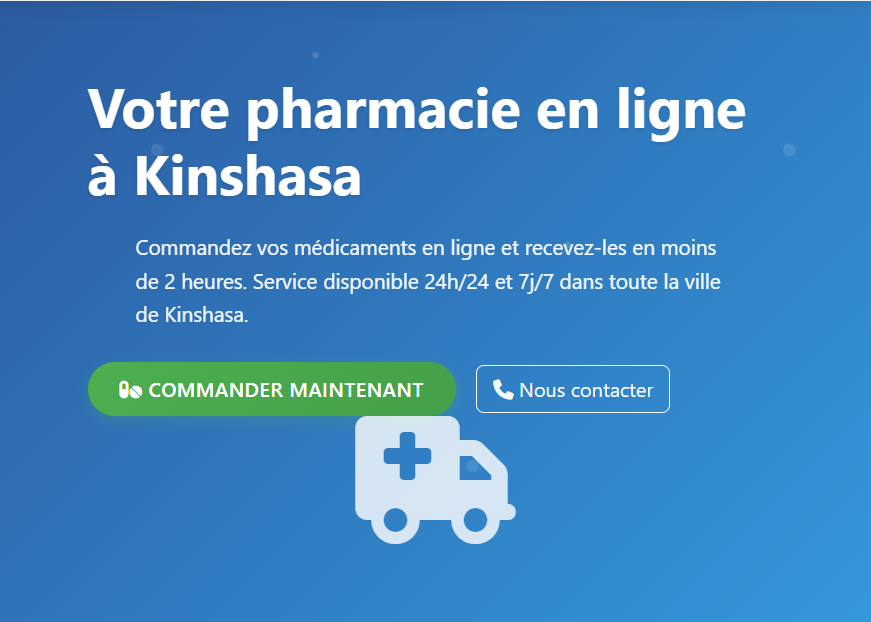 Votre pharmacie en ligne
à Kinshasa
Commandez vos médicaments en ligne et recevez-les en moins
de 2 heures. Service disponible 24h/24 et 7j/7 dans toute la ville
de Kinshasa.
COMMANDER MAINTENANT
Nous contacter